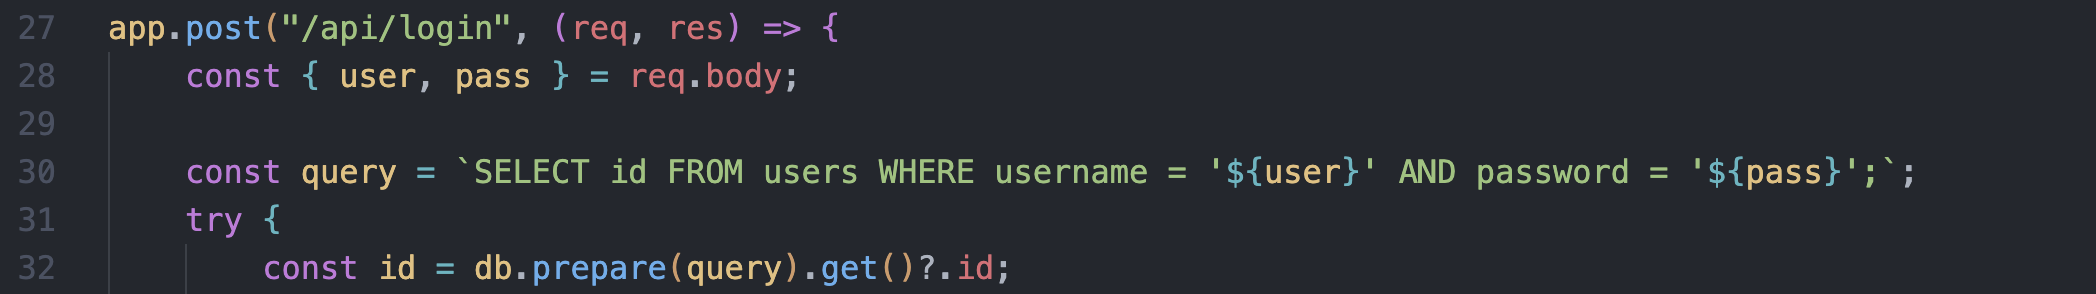 27 app.post("/api/login", (req, res) => {
28 const { user, pass } = req.body;
29
30 const query = `SELECT id FROM users WHERE username = '${user}' AND password = '${pass}';`;
31 try {
32 const id = db.prepare(query).get()?.id;